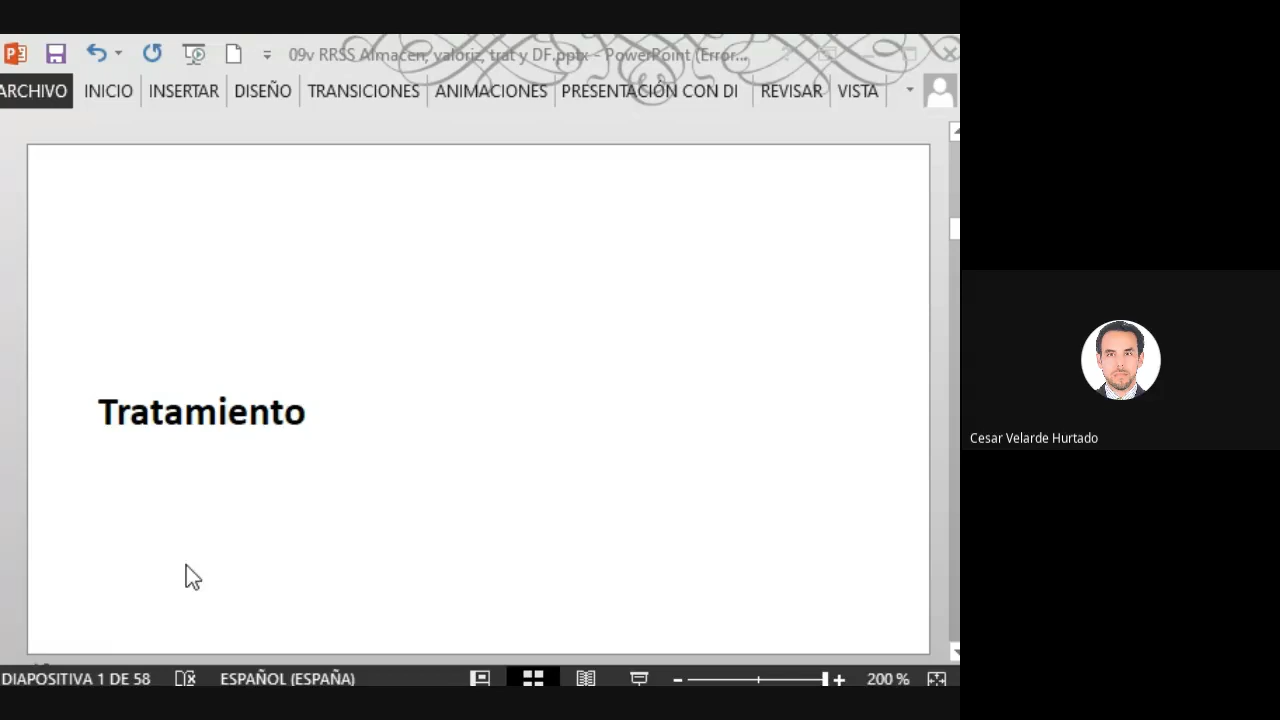 09v RRSS Almacen, valoriz, trat y DF.pptx - PowerPoint (Error...
ARCHIVO INICIO INSERTAR DISEÑO TRANSICIONES ANIMACIONES PRESENTACIÓN CON DI REVISAR VISTA
Tratamiento
Cesar Velarde Hurtado
DIAPOSITIVA 1 DE 58 ESPAÑOL (ESPAÑA) 200 %